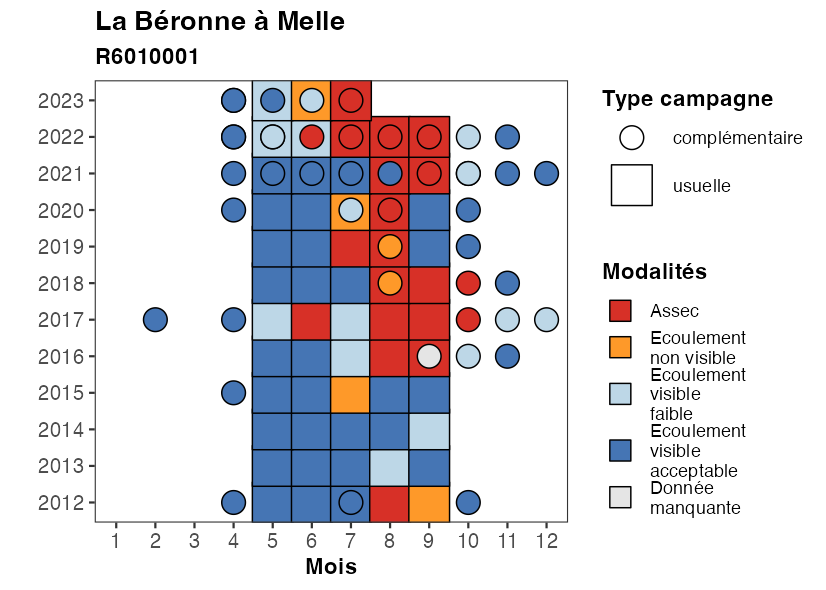 La Béronne à Melle
R6010001
2023
2022
2021
2020
2019
2018
2017
2016
2015
2014
2013
2012
1 2 3 4 5 6 7 8 9 10 11 12
Mois
Type campagne
complémentaire
usuelle
Modalités
Assec
Ecoulement
non visible
Ecoulement
visible
faible
Ecoulement
visible
acceptable
Donnée
manquante